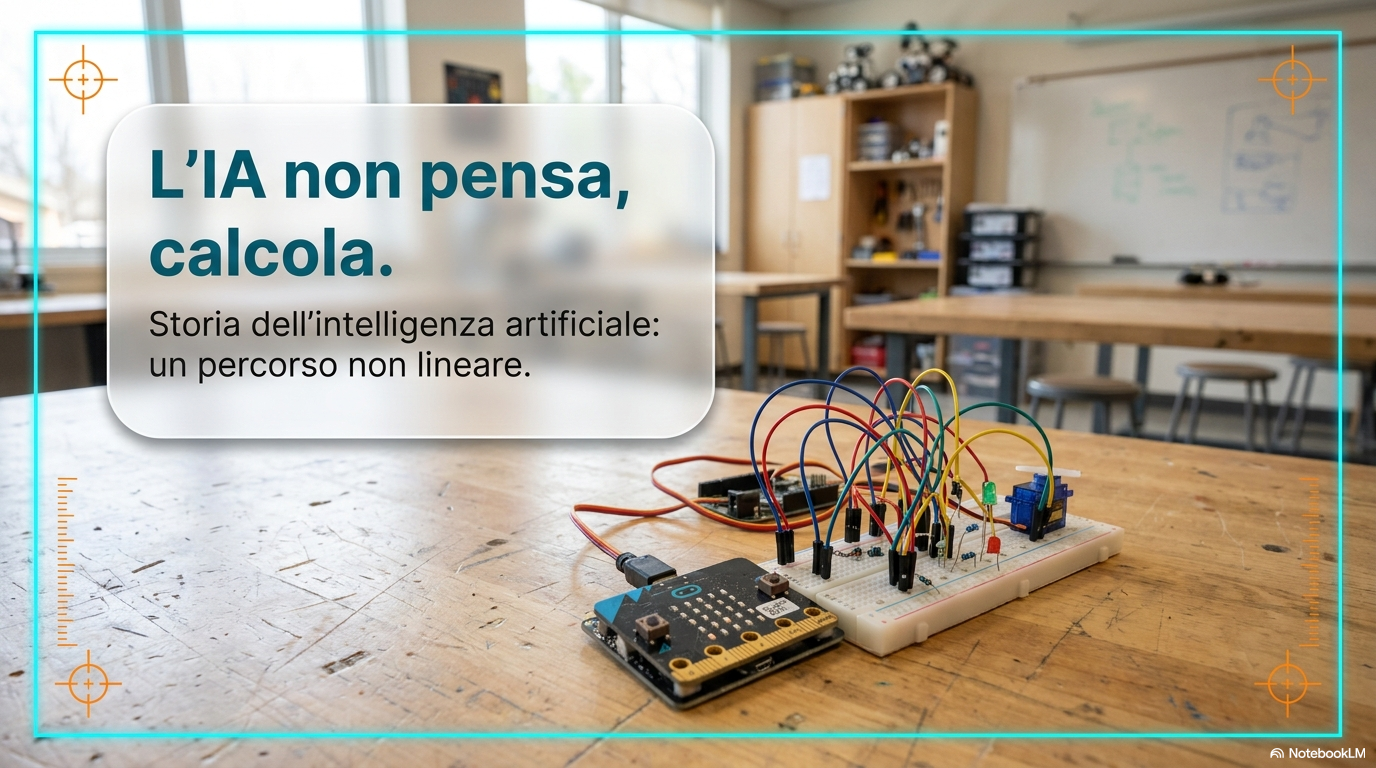 L’IA non pensa,
calcola.
Storia dell’intelligenza artificiale:
un percorso non lineare.
NotebookLM